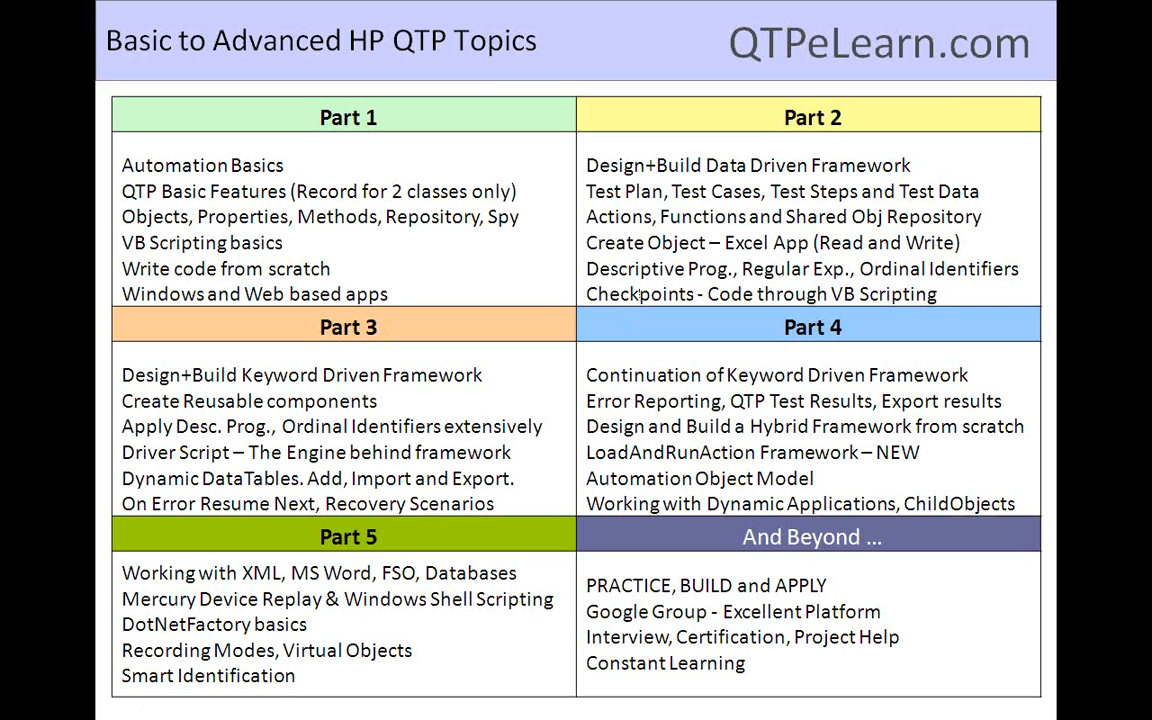 Basic to Advanced HP QTP Topics
QTPeLearn.com
Part 1
Automation Basics
QTP Basic Features (Record for 2 classes only)
Objects, Properties, Methods, Repository, Spy
VB Scripting basics
Write code from scratch
Windows and Web based apps
Part 2
Design+Build Data Driven Framework
Test Plan, Test Cases, Test Steps and Test Data
Actions, Functions and Shared Obj Repository
Create Object – Excel App (Read and Write)
Descriptive Prog., Regular Exp., Ordinal Identifiers
Checkpoints - Code through VB Scripting
Part 3
Design+Build Keyword Driven Framework
Create Reusable components
Apply Desc. Prog., Ordinal Identifiers extensively
Driver Script – The Engine behind framework
Dynamic DataTables. Add, Import and Export.
On Error Resume Next, Recovery Scenarios
Part 4
Continuation of Keyword Driven Framework
Error Reporting, QTP Test Results, Export results
Design and Build a Hybrid Framework from scratch
LoadAndRunAction Framework – NEW
Automation Object Model
Working with Dynamic Applications, ChildObjects
Part 5
Working with XML, MS Word, FSO, Databases
Mercury Device Replay & Windows Shell Scripting
DotNetFactory basics
Recording Modes, Virtual Objects
Smart Identification
And Beyond ...
PRACTICE, BUILD and APPLY
Google Group - Excellent Platform
Interview, Certification, Project Help
Constant Learning